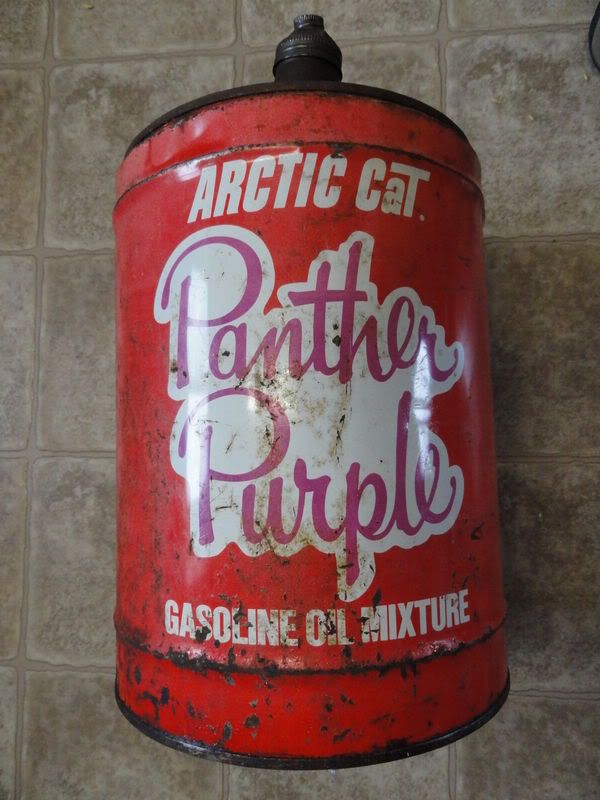 ARCTIC CaT.
Panther
Purple
GASOLINE OIL MIXTURE